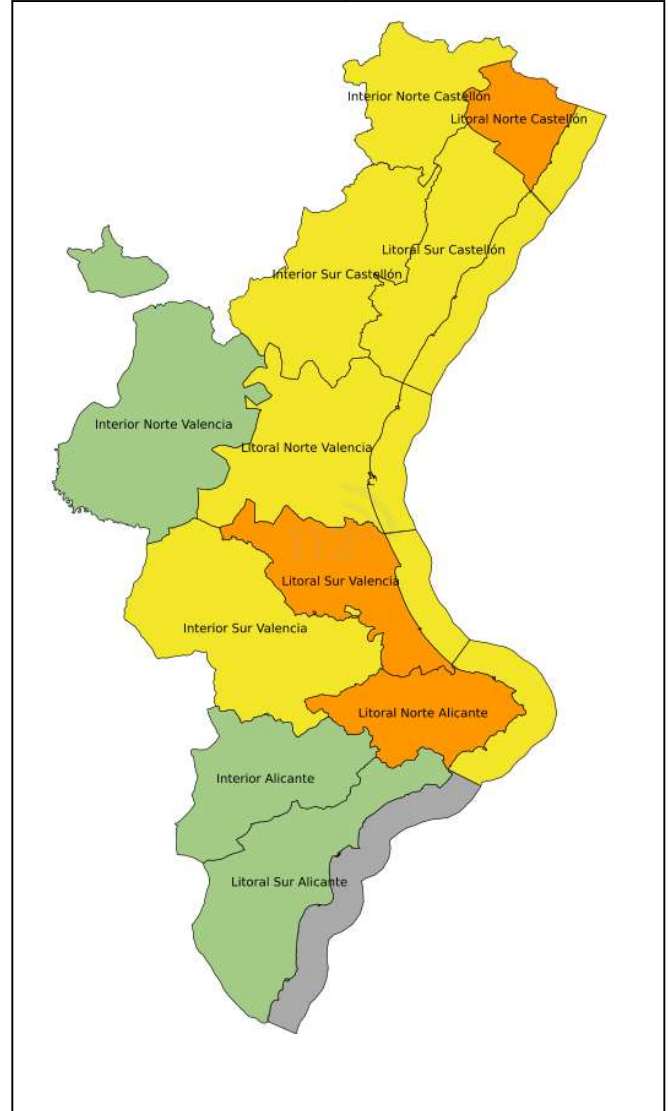 Interior Norte Castellón
Litoral Norte Castellón
Litoral Sur Castellón
Interior Sur Castellón
Interior Norte Valencia
Litoral Norte Valencia
Litoral Sur Valencia
Interior Sur Valencia
Litoral Norte Alicante
Interior Alicante
Litoral Sur Alicante